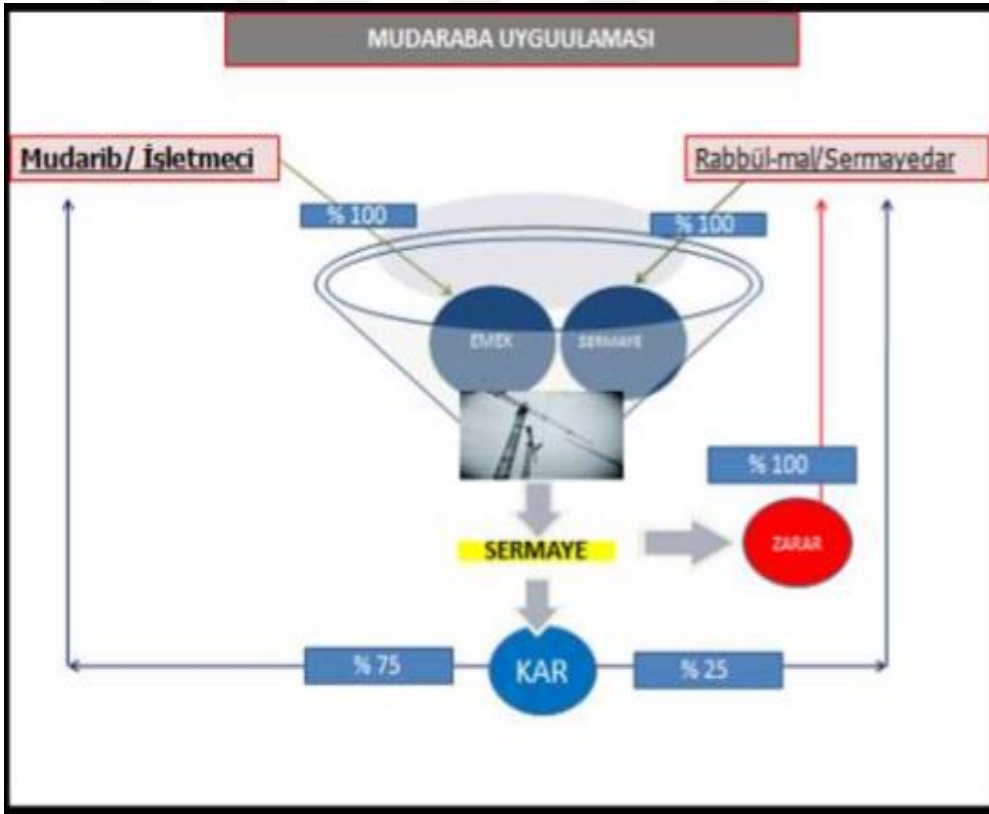 MUDARABA UYGUULAMASI
Mudarib/ İşletmeci
Rabbül-mal/Sermayedar
% 100
% 100
EMEK
SERMAYE
% 100
SERMAYE
ZARAR
% 75
KAR
% 25